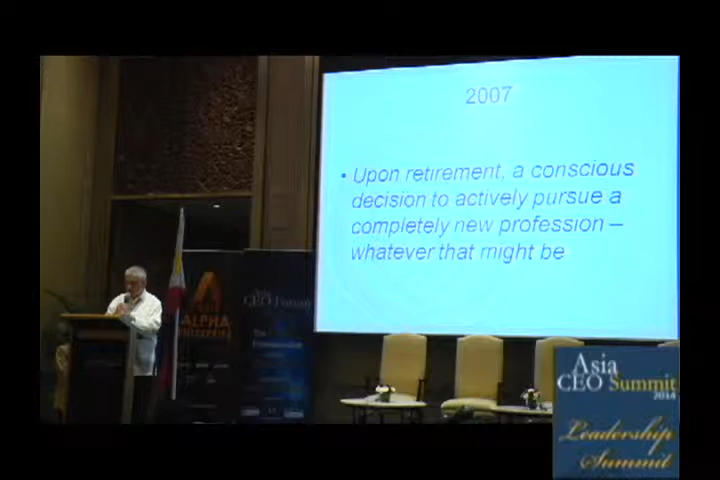 2007
• Upon retirement, a conscious
decision to actively pursue a
completely new profession –
whatever that might be
Asia
CEO Forum
ALPHA
Asia
CEO Summit
2014
Leadership
Summit